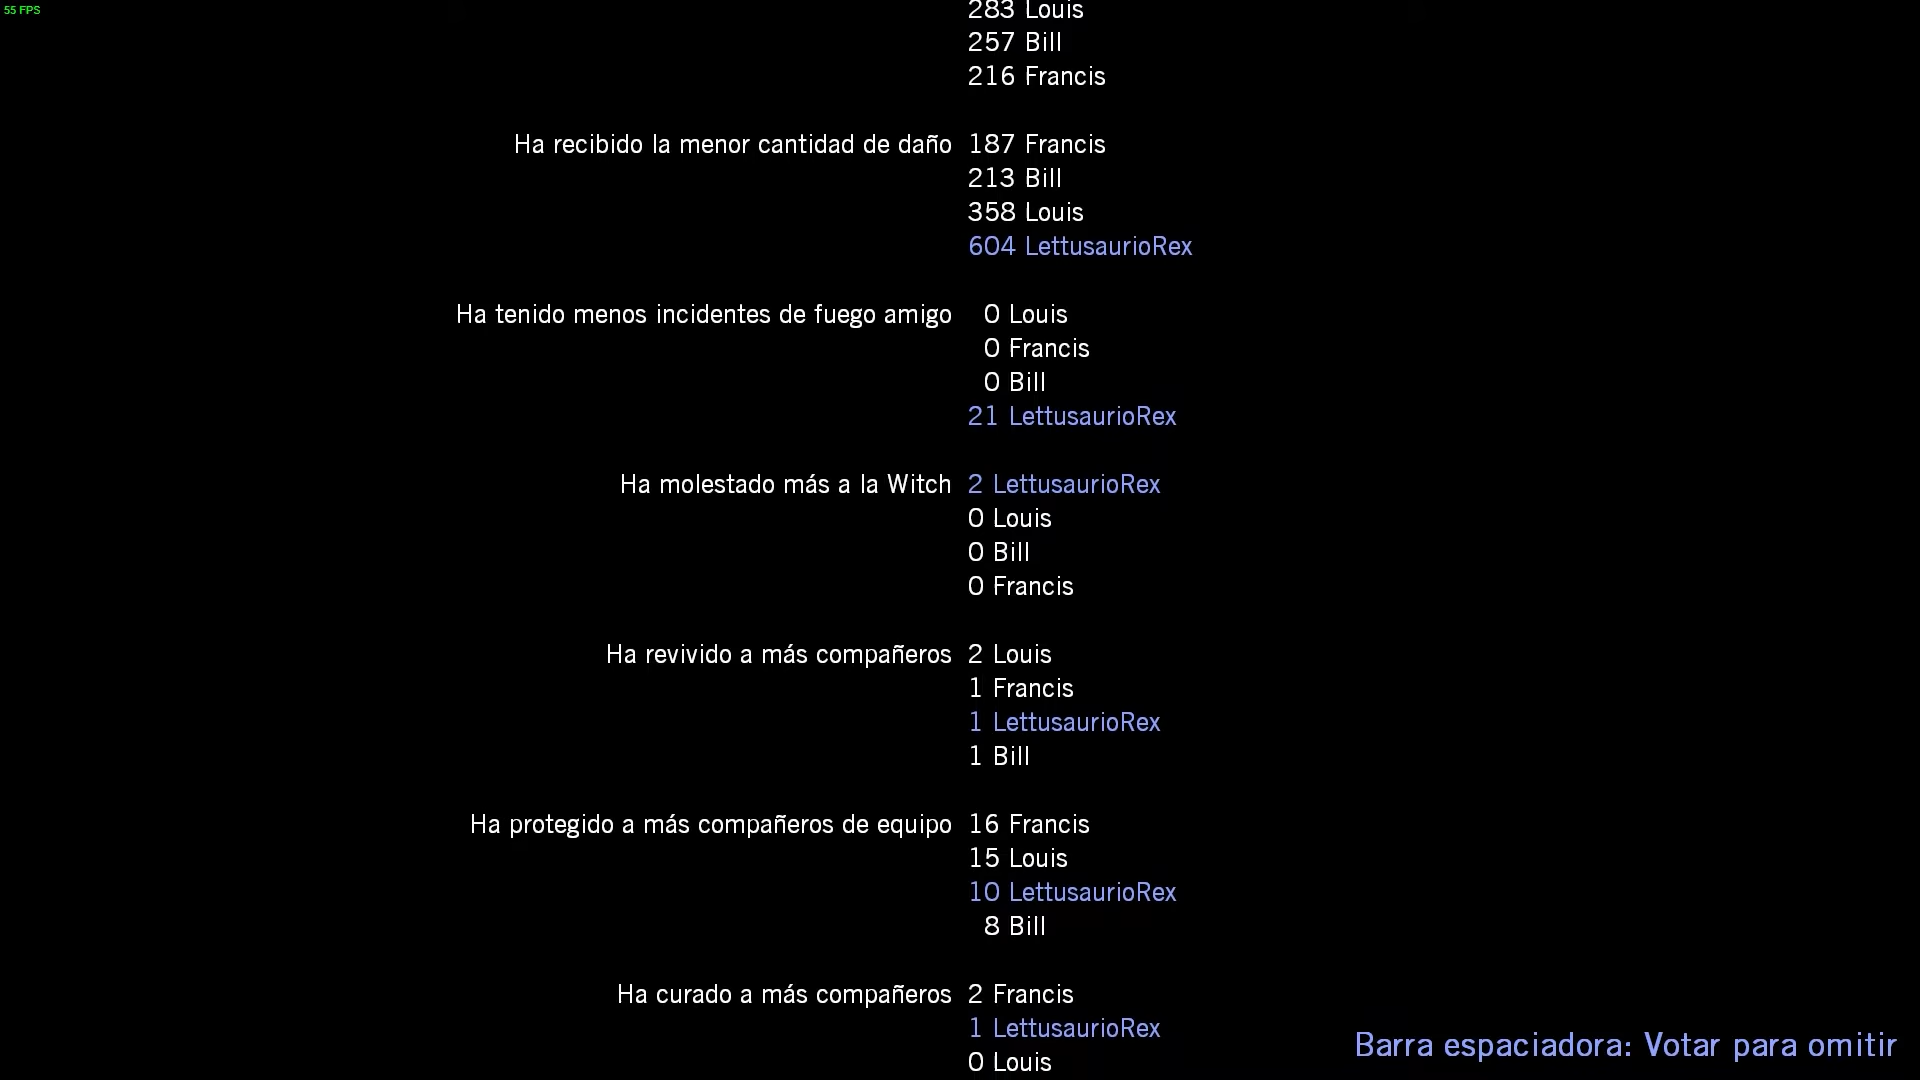 55 FPS
283 Louis
257 Bill
216 Francis
Ha recibido la menor cantidad de daño 187 Francis
213 Bill
358 Louis
604 LettusaurioRex
Ha tenido menos incidentes de fuego amigo 0 Louis
0 Francis
0 Bill
21 LettusaurioRex
Ha molestado más a la Witch 2 LettusaurioRex
0 Louis
0 Bill
0 Francis
Ha revivido a más compañeros 2 Louis
1 Francis
1 LettusaurioRex
1 Bill
Ha protegido a más compañeros de equipo 16 Francis
15 Louis
10 LettusaurioRex
8 Bill
Ha curado a más compañeros 2 Francis
1 LettusaurioRex
0 Louis
Barra espaciadora: Votar para omitir